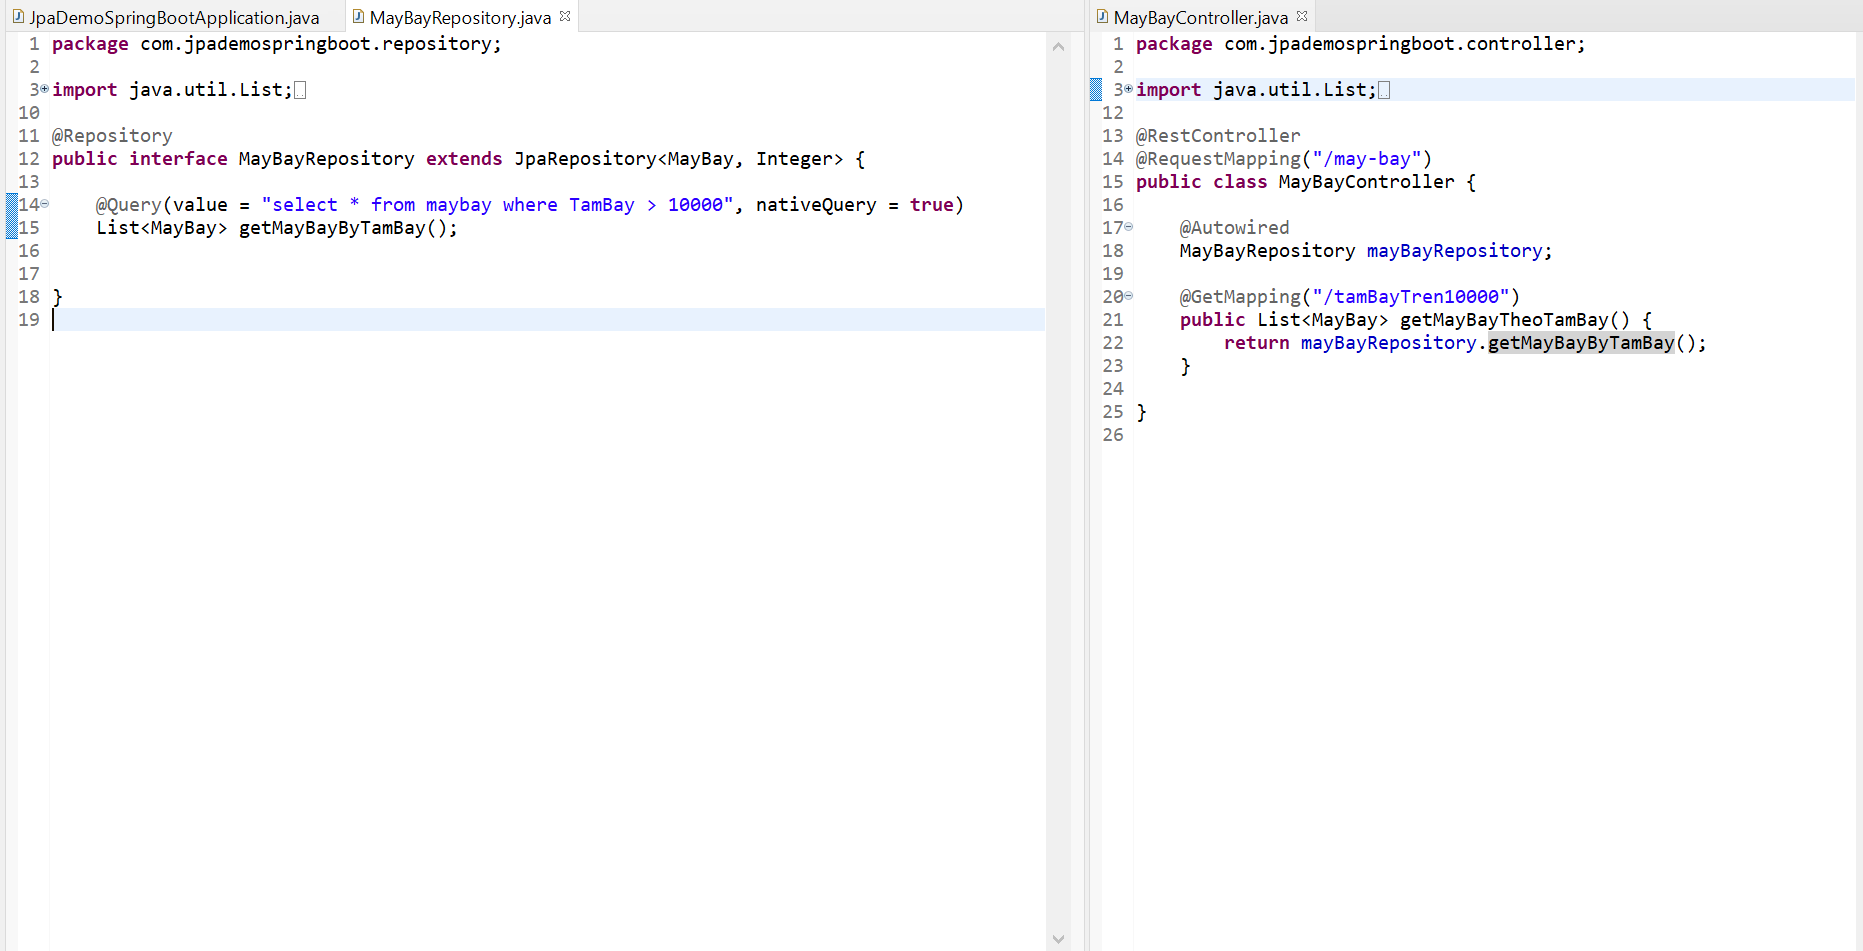 JpaDemoSpringBootApplication.java
MayBayRepository.java
1 package com.jpademospringboot.repository;
2
3 import java.util.List;
10
11 @Repository
12 public interface MayBayRepository extends JpaRepository<MayBay, Integer> {
13
14 @Query(value = "select * from maybay where TamBay > 10000", nativeQuery = true)
15 List<MayBay> getMayBayByTamBay();
16
17
18 }
19
MayBayController.java
1 package com.jpademospringboot.controller;
2
3 import java.util.List;
12
13 @RestController
14 @RequestMapping("/may-bay")
15 public class MayBayController {
16
17 @Autowired
18 MayBayRepository mayBayRepository;
19
20 @GetMapping("/tamBayTren10000")
21 public List<MayBay> getMayBayTheoTamBay() {
22 return mayBayRepository.getMayBayByTamBay();
23 }
24
25 }
26